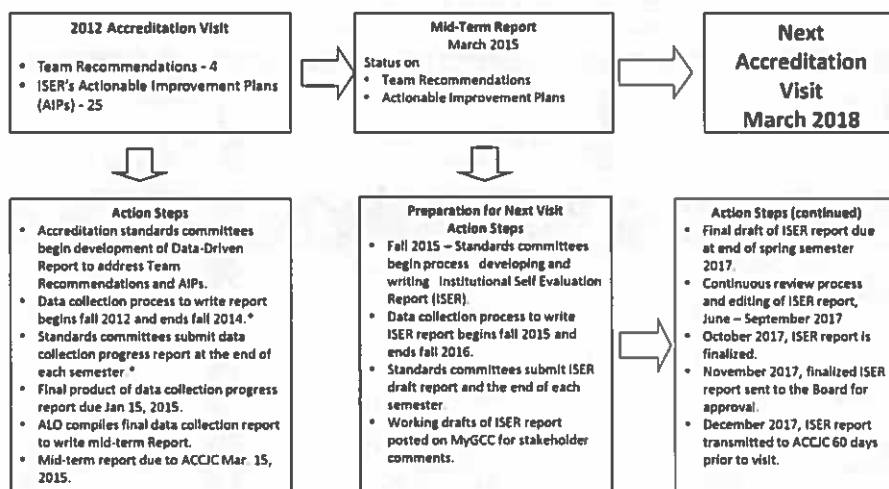 2012 Accreditation Visit
• Team Recommendations - 4
• ISER's Actionable Improvement Plans
(AIPs) - 25
Mid-Term Report
March 2015
Status on
• Team Recommendations
• Actionable Improvement Plans
Next
Accreditation
Visit
March 2018
Action Steps
• Accreditation standards committees
begin development of Data-Driven
Report to address Team
Recommendations and AIPs.
• Data collection process to write report
begins fall 2012 and ends fall 2014.*
• Standards committees submit data
collection progress report at the end of
each semester.*
• Final product of data collection progress
report due Jan 15, 2015.
• ALO compiles final data collection report
to write mid-term Report.
• Mid-term report due to ACCJC Mar. 15,
2015.
Preparation for Next Visit
Action Steps
• Fall 2015 – Standards committees
begin process developing and
writing Institutional Self Evaluation
Report (ISER).
• Data collection process to write
ISER report begins fall 2015 and
ends fall 2016.
• Standards committees submit ISER
draft report and the end of each
semester.
• Working drafts of ISER report
posted on MyGCC for stakeholder
comments.
Action Steps (continued)
• Final draft of ISER report due
at end of spring semester
2017.
• Continuous review process
and editing of ISER report,
June – September 2017
• October 2017, ISER report is
finalized.
• November 2017, finalized ISER
report sent to the Board for
approval.
• December 2017, ISER report
transmitted to ACCJC 60 days
prior to visit.